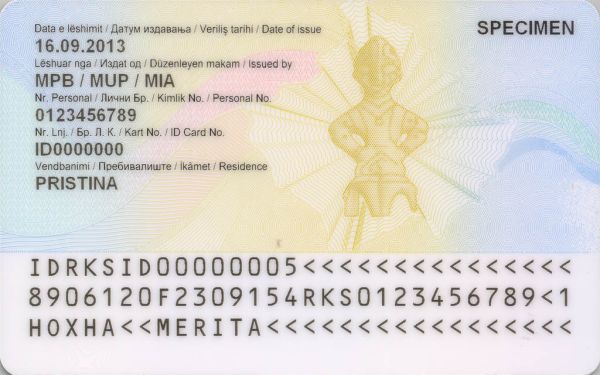 SPECIMEN
Data e lëshimit / Датум издавања / Veriliş tarihi / Date of issue
16.09.2013
Lëshuar nga / Издат од / Düzenleyen makam / Issued by
MPB / MUP / MIA
Nr. Personal / Лични Бр. / Kimlik No. / Personal No.
0123456789
Nr. Lnj. / Бр. Л. К. / Kart No. / ID Card No.
ID0000000
Vendbanimi / Пребивалиште / İkâmet / Residence
PRISTINA
IDRKSID00000005<<<<<<<<<<<<<<<
8906120F2309154RKS0123456789<1
HOXHA<<MERITA<<<<<<<<<<<<<<<<<